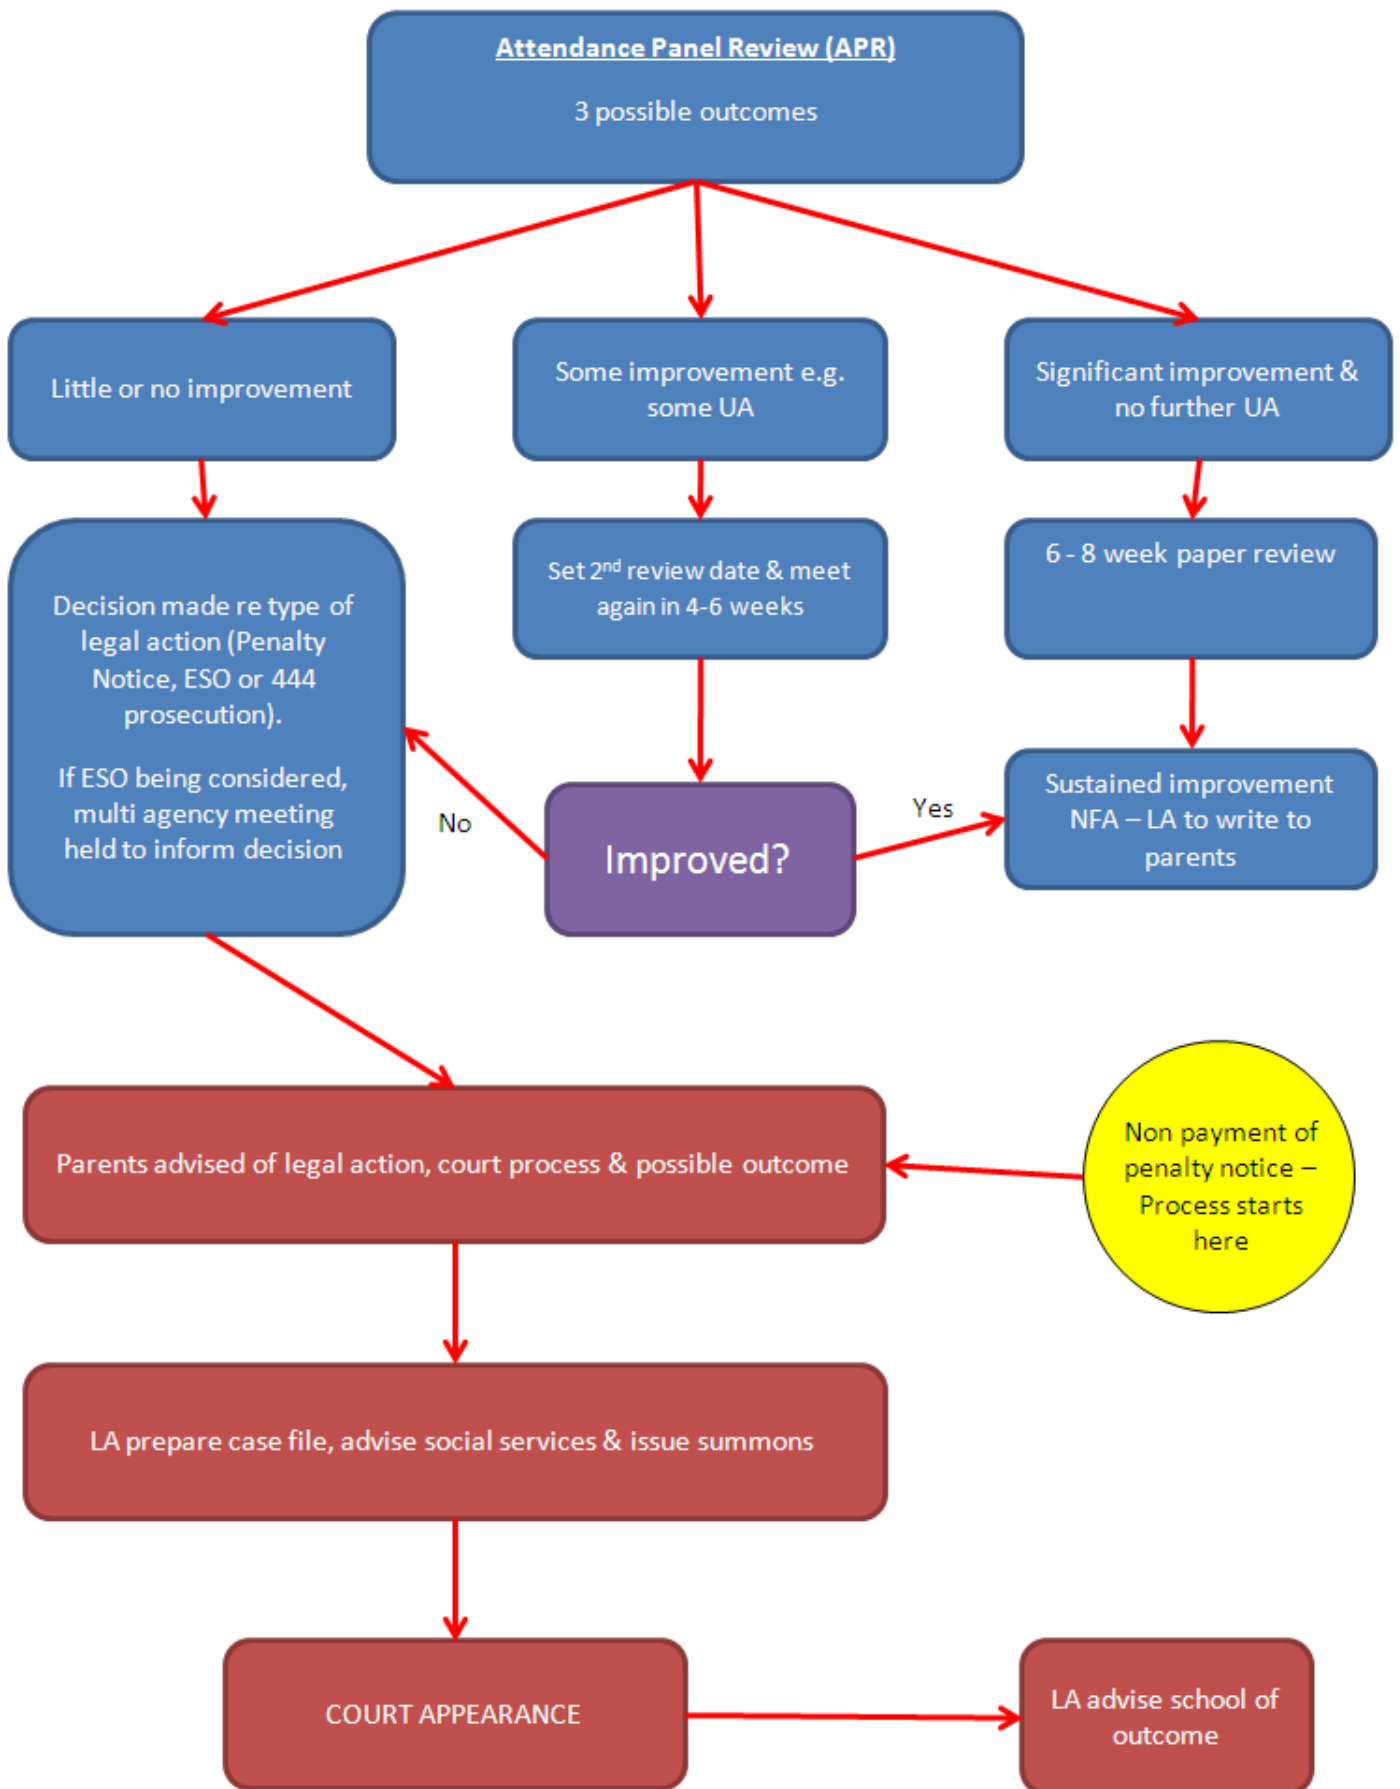 Attendance Panel Review (APR)
3 possible outcomes
Little or no improvement
Some improvement e.g.
some UA
Significant improvement &
no further UA
Decision made re type of
legal action (Penalty
Notice, ESO or 444
prosecution).
If ESO being considered,
multi agency meeting
held to inform decision
Set 2nd review date & meet
again in 4-6 weeks
6 - 8 week paper review
No
Improved?
Yes
Sustained improvement
NFA – LA to write to
parents
Parents advised of legal action, court process & possible outcome
Non payment of
penalty notice –
Process starts
here
LA prepare case file, advise social services & issue summons
COURT APPEARANCE
LA advise school of
outcome